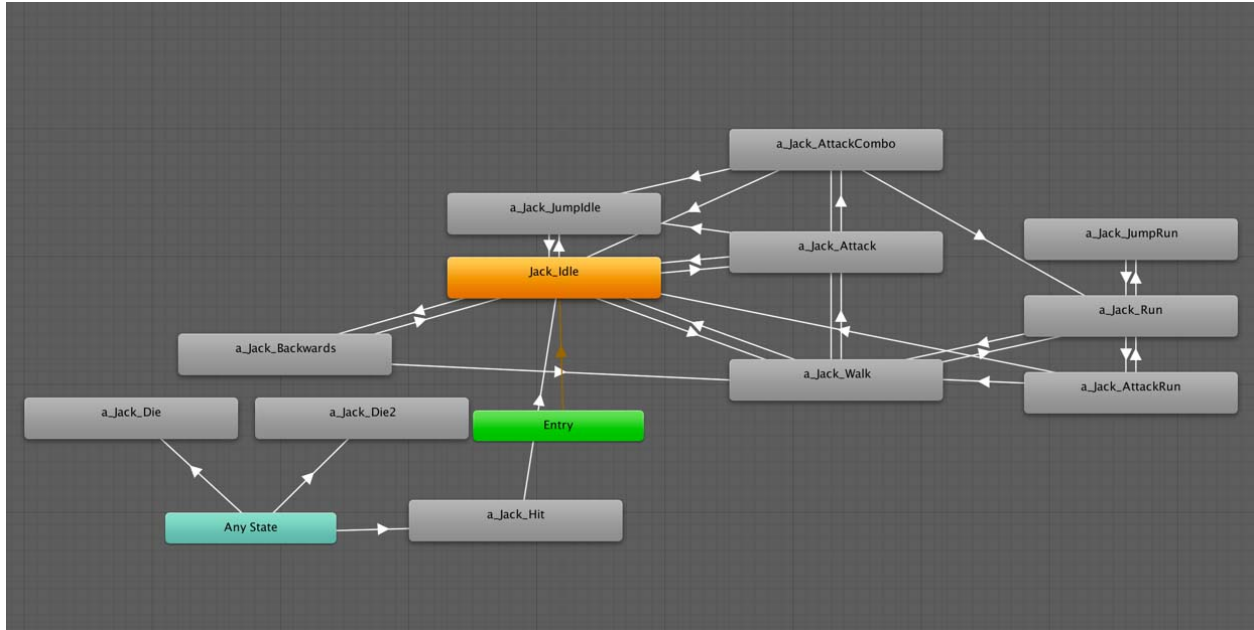 a_Jack_AttackCombo
a_Jack_JumpIdle
a_Jack_JumpRun
a_Jack_Attack
Jack_Idle
a_Jack_Run
a_Jack_Backwards
a_Jack_Walk
a_Jack_AttackRun
a_Jack_Die
a_Jack_Die2
Entry
a_Jack_Hit
Any State